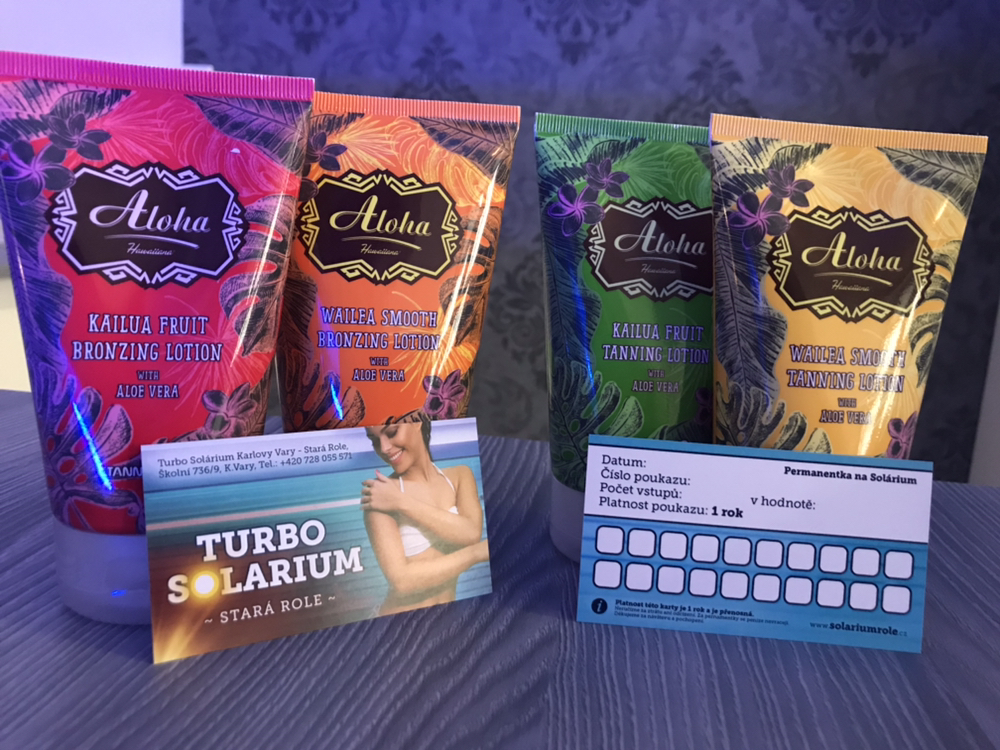 Aloha
Hawaiiana
KAILUA FRUIT
BRONZING LOTION
WITH
ALOE VERA
TANN
Aloha
Hawaiiana
WAILEA SMOOTH
BRONZING LOTION
WITH
ALOE VERA
Aloha
Hawaiiana
KAILUA FRUIT
TANNING LOTION
WITH
ALOE VERA
Aloha
Hawaiiana
WAILEA SMOOTH
TANNING LOTION
WITH
ALOE VERA
Turbo Solárium Karlovy Vary - Stará Role,
Školní 736/9, K.Vary, Tel.: +420 728 055 571
TURBO
SOLARIUM
~ STARÁ ROLE ~
Permanentka na Solárium
Datum:
Číslo poukazu:
Počet vstupů: v hodnotě:
Platnost poukazu: 1 rok
i Platnost této karty je 1 rok a je přenosná.
www.solariumrole.cz